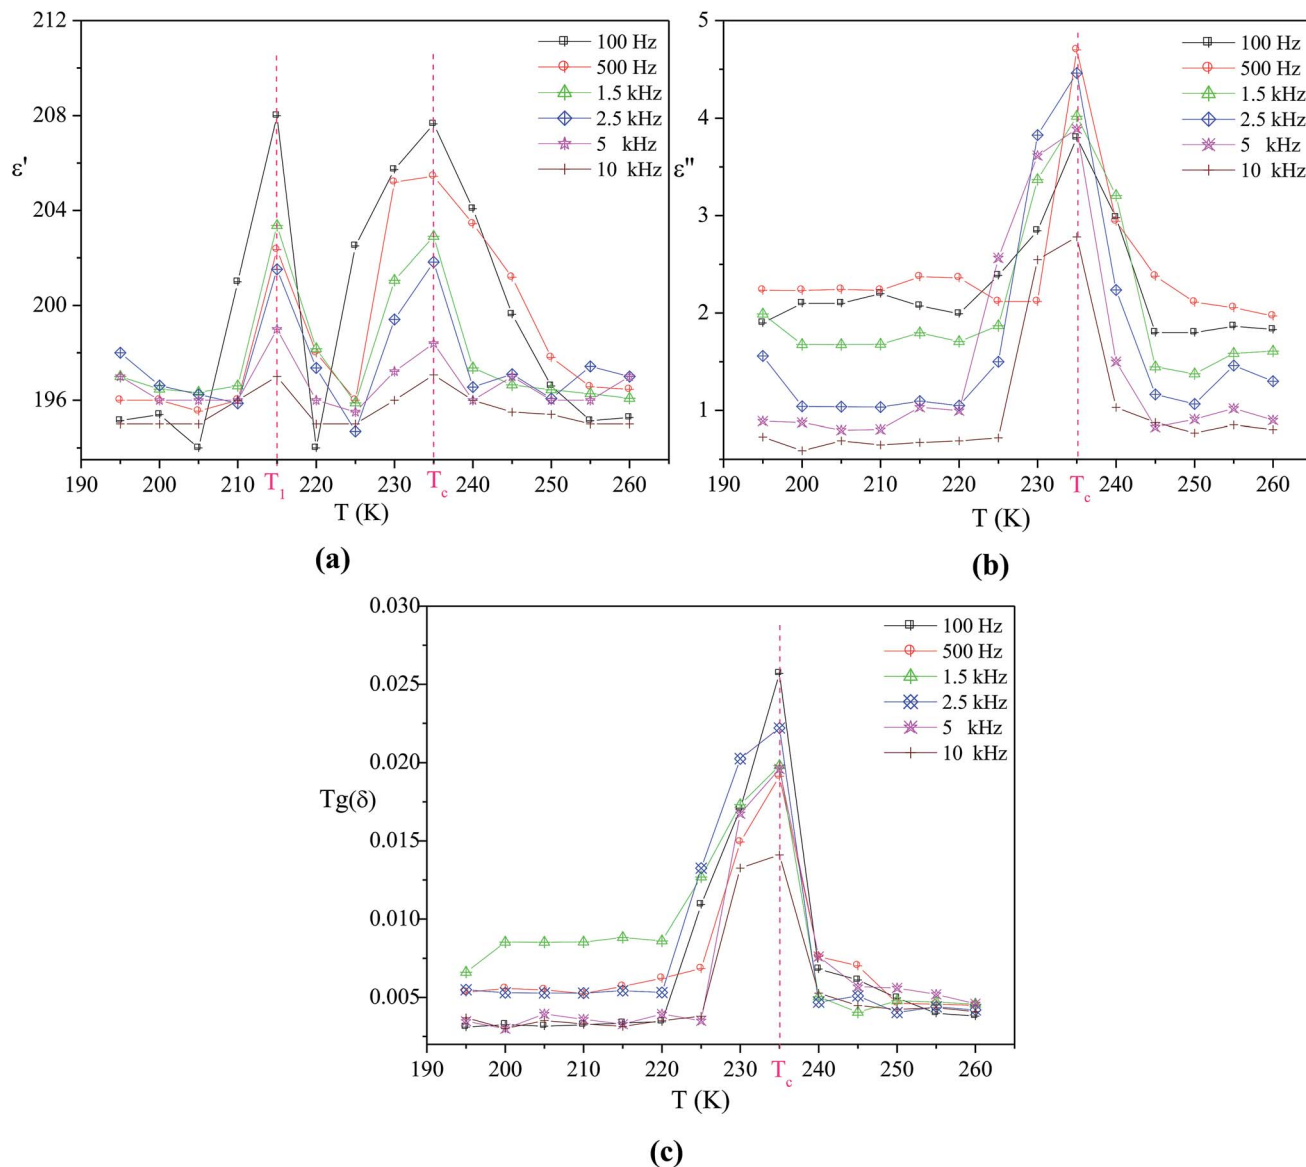 212
208
204
200
196
ε'
100 Hz
500 Hz
1.5 kHz
2.5 kHz
5 kHz
10 kHz
190 200 210 220 230 240 250 260
T1 Tc
T (K)
(a)
5
4
3
2
1
ε"
100 Hz
500 Hz
1.5 kHz
2.5 kHz
5 kHz
10 kHz
190 200 210 220 230 240 250 260
Tc
T (K)
(b)
0.030
0.025
0.020
0.015
0.010
0.005
Tg(δ)
100 Hz
500 Hz
1.5 kHz
2.5 kHz
5 kHz
10 kHz
190 200 210 220 230 240 250 260
Tc
T (K)
(c)